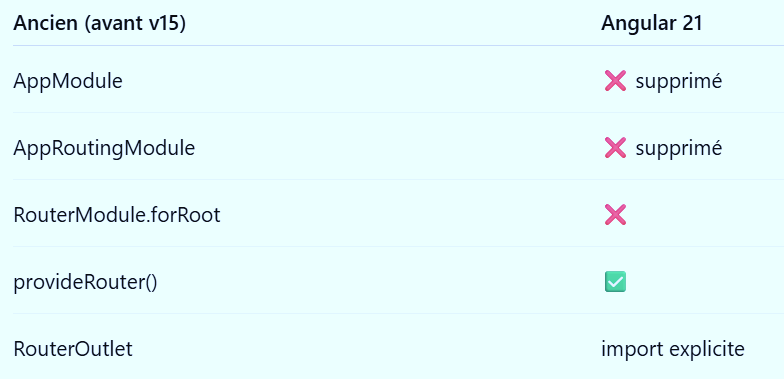 Ancien (avant v15) Angular 21
AppModule ❌ supprimé
AppRoutingModule ❌ supprimé
RouterModule.forRoot ❌
provideRouter() ✅
RouterOutlet import explicite